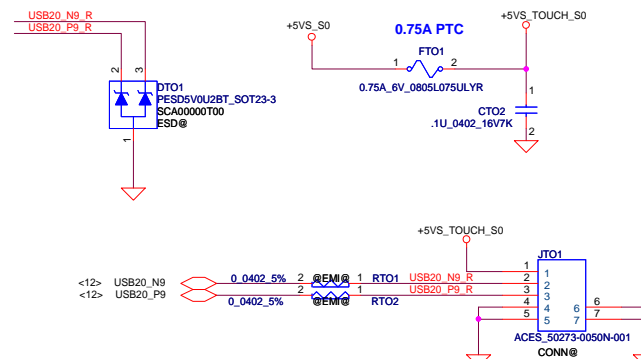 USB20_N9_R
USB20_P9_R
2
3
DTO1
PESD5V0U2BT_SOT23-3
SCA00000T00
ESD@
1
+5VS_S0
0.75A PTC
+5VS_TOUCH_S0
FTO1
1
2
0.75A_6V_0805L075ULYR
1
CTO2
.1U_0402_16V7K
2
+5VS_TOUCH_S0
JTO1
<12> USB20_N9
0_0402_5%
2 @EMI@ 1 RTO1 USB20_N9_R
<12> USB20_P9
2 @EMI@ 1 USB20_P9_R
0_0402_5% RTO2
1 1
2 2
3 3
4 4 6 6
5 5 7 7
ACES_50273-0050N-001
CONN@